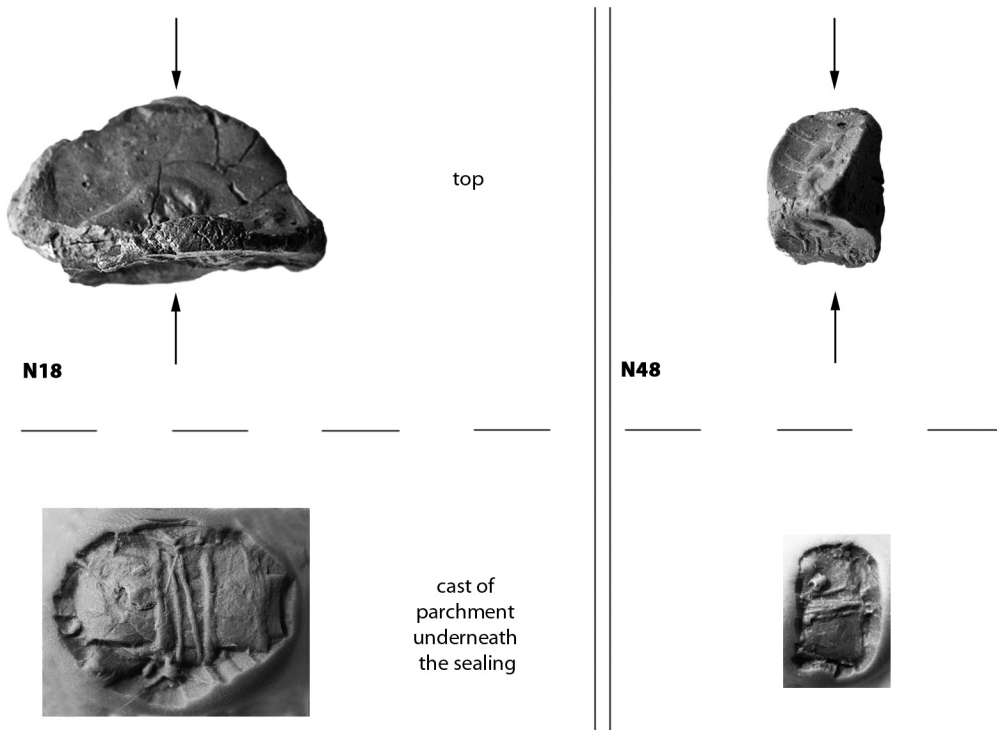 top
N18
N48
cast of
parchment
underneath
the sealing